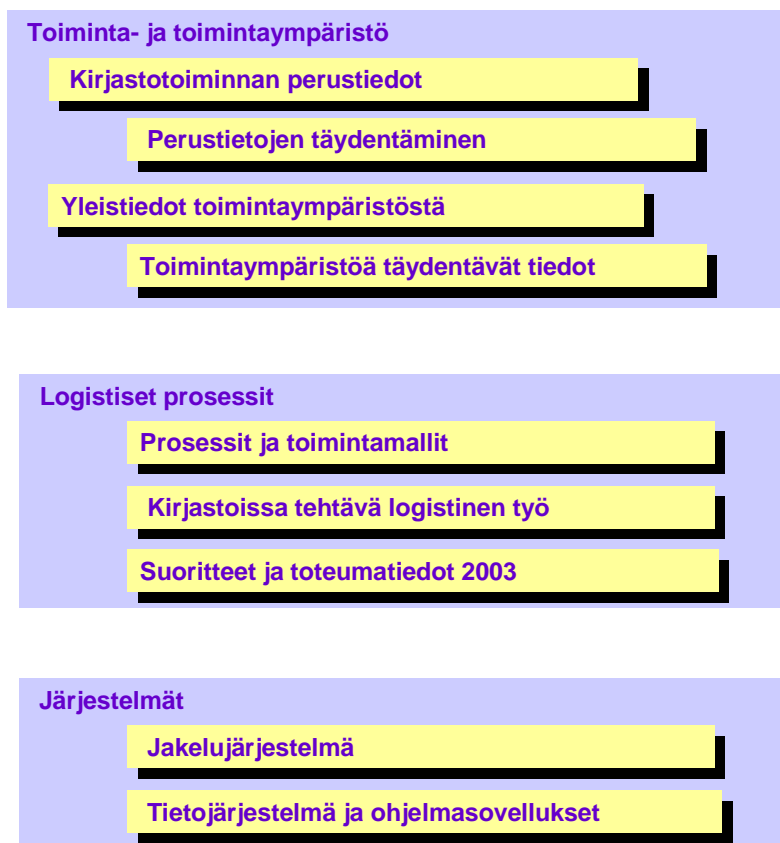 Toiminta- ja toimintaympäristö
Kirjastotoiminnan perustiedot
Perustietojen täydentäminen
Yleistiedot toimintaympäristöstä
Toimintaympäristöä täydentävät tiedot
Logistiset prosessit
Prosessit ja toimintamallit
Kirjastoissa tehtävä logistinen työ
Suoritteet ja toteumatiedot 2003
Järjestelmät
Jakelujärjestelmä
Tietojärjestelmä ja ohjelmasovellukset